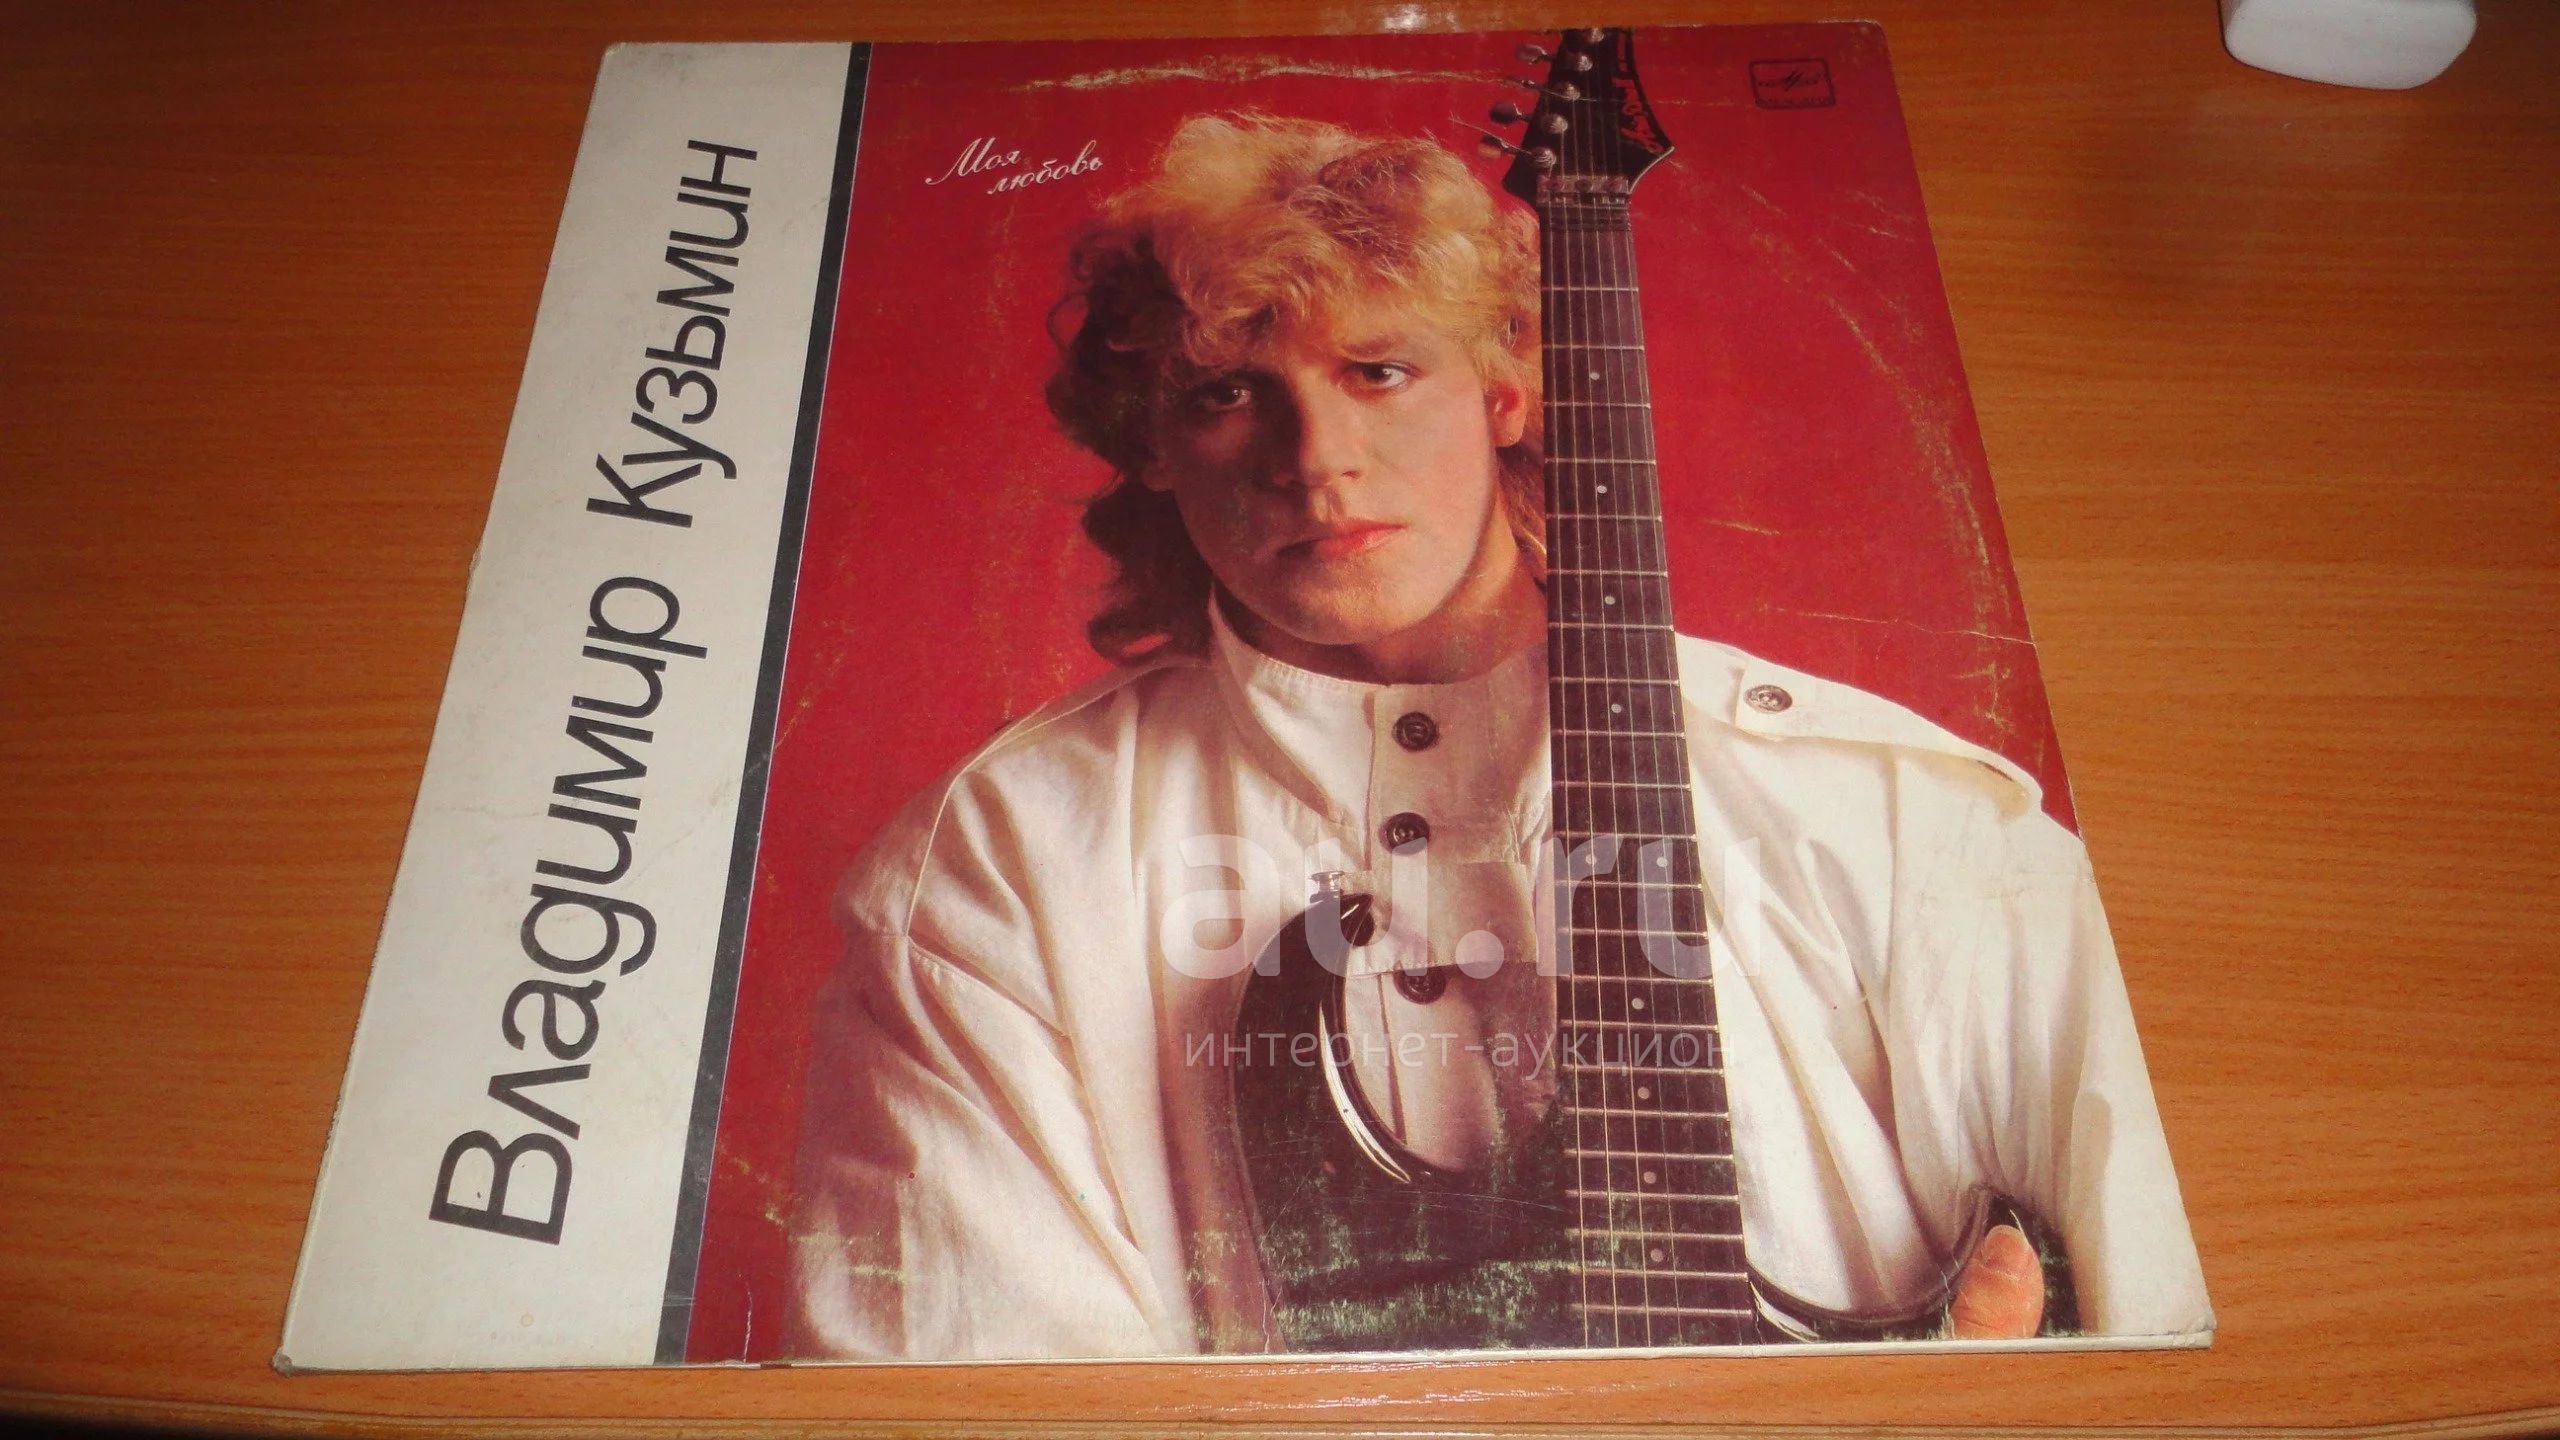 Владимир Кузьмин
Моя
любовь
au.ru
интернет-аукцион